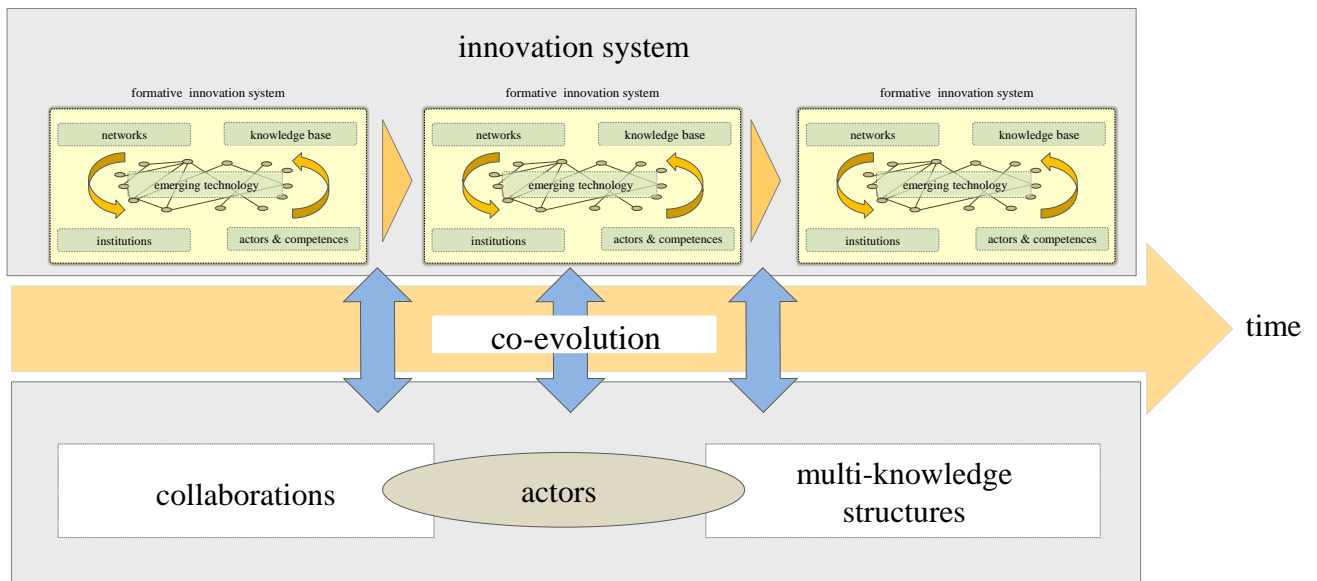 innovation system
formative innovation system
formative innovation system
formative innovation system
networks
knowledge base
emerging technology
institutions
actors & competences
networks
knowledge base
emerging technology
institutions
actors & competences
networks
knowledge base
emerging technology
institutions
actors & competences
co-evolution
time
collaborations
actors
multi-knowledge
structures